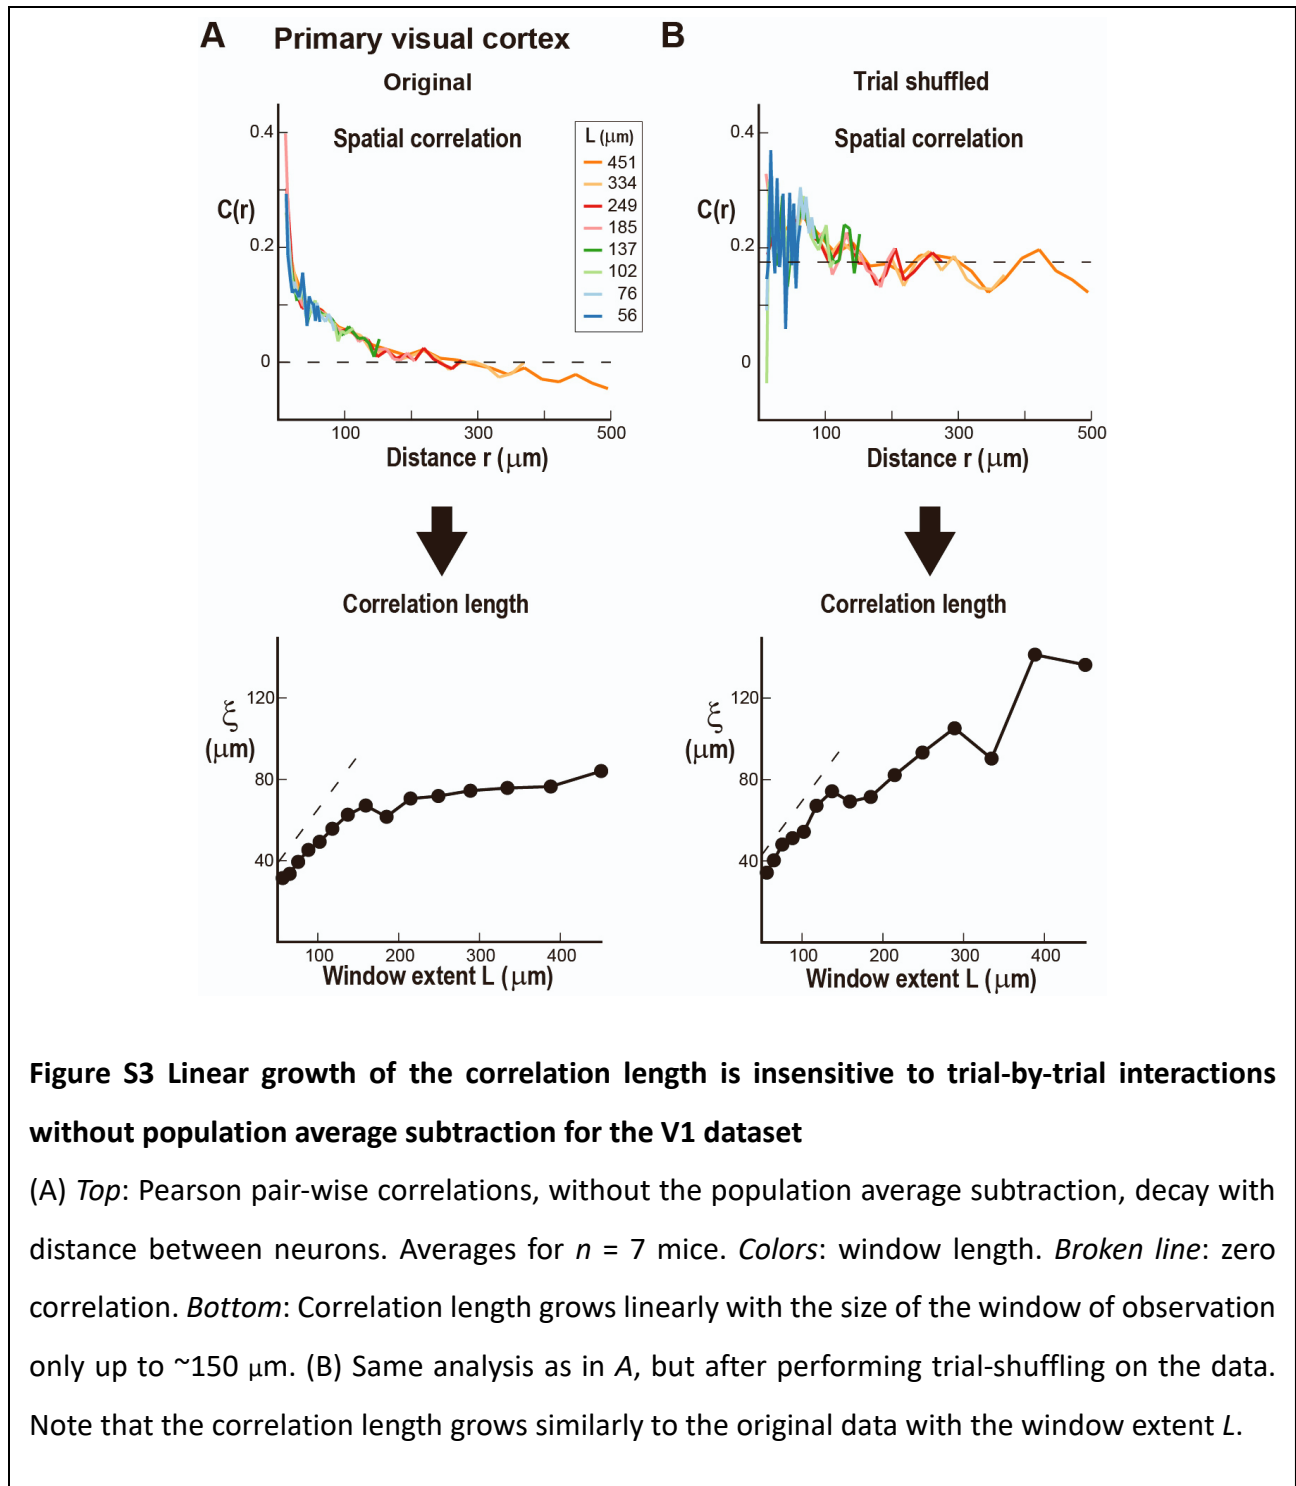 A Primary visual cortex
B
Original
Trial shuffled
0.4
Spatial correlation
C(r)
0.2
0
100
300
500
Distance r (μm)
L (μm)
451
334
249
185
137
102
76
56
0.4
Spatial correlation
C(r)
0.2
0
100
300
500
Distance r (μm)
Correlation length
120
ξ
(μm)
80
40
100
200
300
400
Window extent L (μm)
Correlation length
120
ξ
(μm)
80
40
100
200
300
400
Window extent L (μm)
Figure S3 Linear growth of the correlation length is insensitive to trial-by-trial interactions
without population average subtraction for the V1 dataset
(A) Top: Pearson pair-wise correlations, without the population average subtraction, decay with
distance between neurons. Averages for n = 7 mice. Colors: window length. Broken line: zero
correlation. Bottom: Correlation length grows linearly with the size of the window of observation
only up to ~150 μm. (B) Same analysis as in A, but after performing trial-shuffling on the data.
Note that the correlation length grows similarly to the original data with the window extent L.